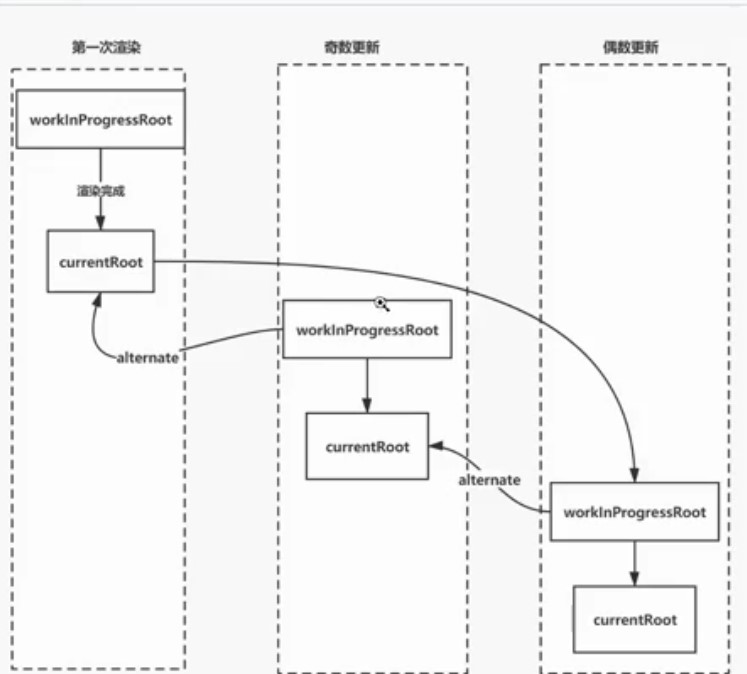 第一次渲染
奇数更新
偶数更新
workInProgressRoot
渲染完成
currentRoot
workInProgressRoot
alternate
currentRoot
alternate
workInProgressRoot
currentRoot